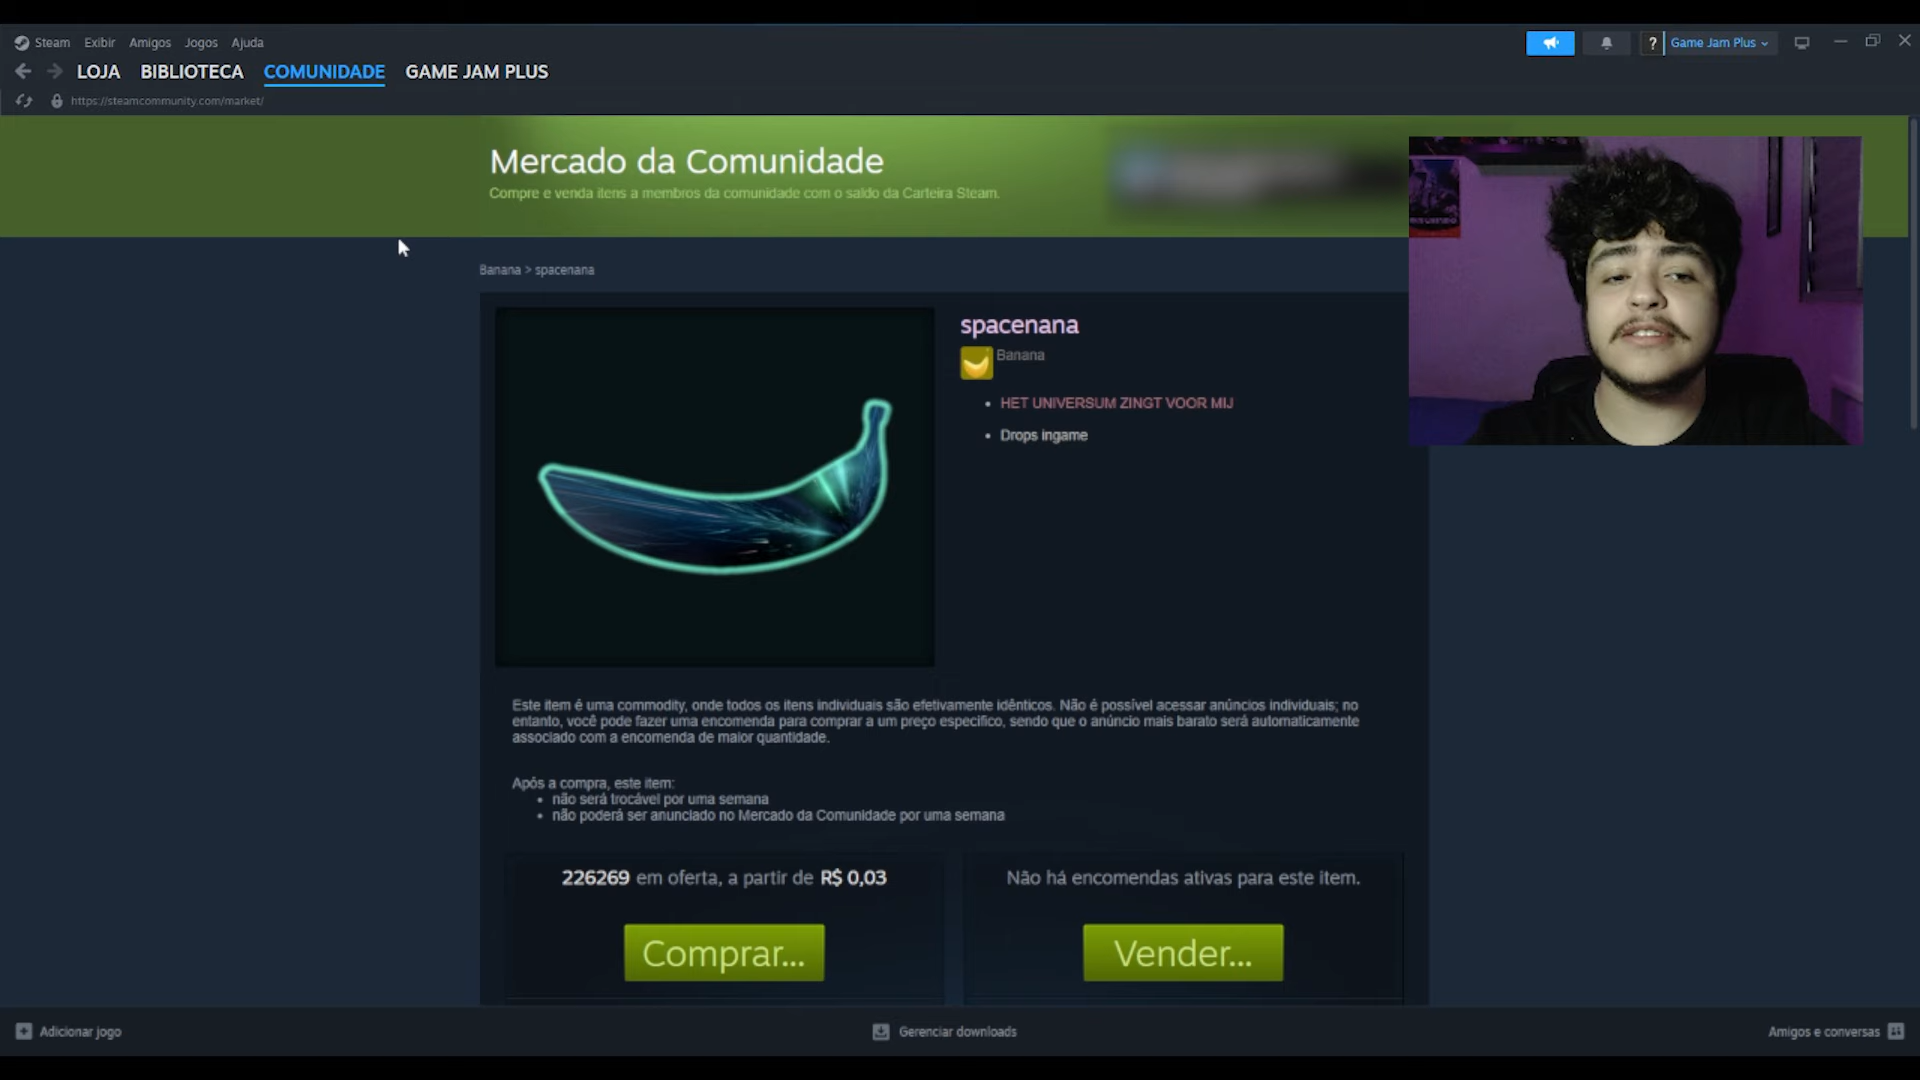 Steam Exibir Amigos Jogos Ajuda
? Game Jam Plus
LOJA BIBLIOTECA COMUNIDADE GAME JAM PLUS
https://steamcommunity.com/market/
Mercado da Comunidade
Compre e venda itens a membros da comunidade com o saldo da Carteira Steam.
Banana > spacenana
spacenana
Banana
• HET UNIVERSUM ZINGT VOOR MIJ
• Drops ingame
Este item é uma commodity, onde todos os itens individuais são efetivamente idênticos. Não é possível acessar anúncios individuais; no
entanto, você pode fazer uma encomenda para comprar a um preço específico, sendo que o anúncio mais barato será automaticamente
associado com a encomenda de maior quantidade.
Após a compra, este item:
• não será trocável por uma semana
• não poderá ser anunciado no Mercado da Comunidade por uma semana
226269 em oferta, a partir de R$ 0,03
Comprar...
Não há encomendas ativas para este item.
Vender...
Adicionar jogo
Gerenciar downloads
Amigos e conversas